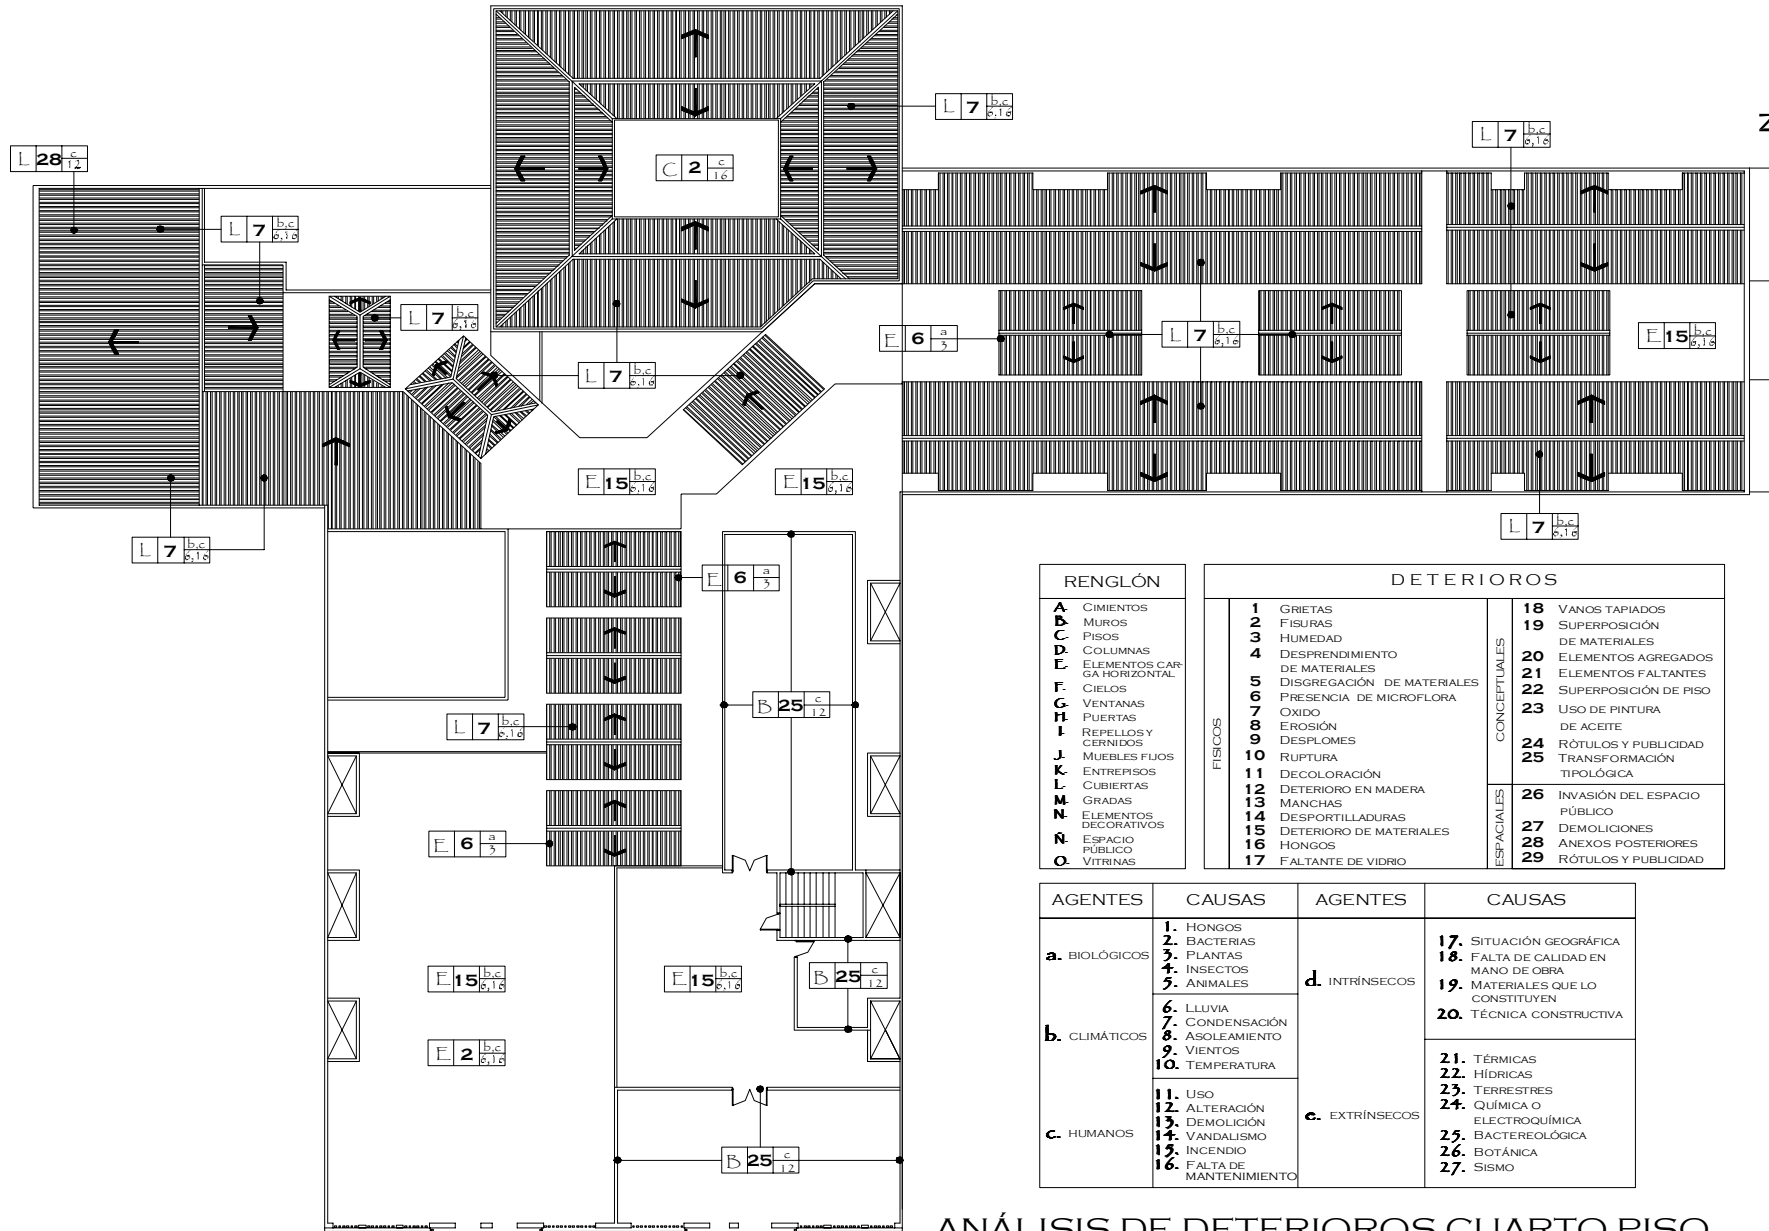 L 7 b,c 6,16
Z
L 7 b,c 6,16
L 28 c 12
C 2 c 16
L 7 b,c 6,16
L 7 b,c 6,16
E 6 a 3
L 7 b,c 6,16
E 15 b,c 6,16
L 7 b,c 6,16
E 15 b,c 6,16
E 15 b,c 6,16
L 7 b,c 6,16
L 7 b,c 6,16
E 6 a 3
B 25 c 12
L 7 b,c 6,16
E 6 a 3
E 15 b,c 6,16
E 15 b,c 6,16
B 25 c 12
E 2 b,c 6,16
B 25 c 12
RENGLÓN
A. CIMIENTOS
B. MUROS
C. PISOS
D. COLUMNAS
E. ELEMENTOS CAR-
GA HORIZONTAL
F. CIELOS
G. VENTANAS
H. PUERTAS
I. REPELLOS Y
CERNIDOS
J. MUEBLES FIJOS
K. ENTREPISOS
L. CUBIERTAS
M. GRADAS
N. ELEMENTOS
DECORATIVOS
Ñ. ESPACIO
PÚBLICO
O. VITRINAS
DETERIOROS
FISICOS
1 GRIETAS
2 FISURAS
3 HUMEDAD
4 DESPRENDIMIENTO
DE MATERIALES
5 DISGREGACIÓN DE MATERIALES
6 PRESENCIA DE MICROFLORA
7 OXIDO
8 EROSIÓN
9 DESPLOMES
10 RUPTURA
11 DECOLORACIÓN
12 DETERIORO EN MADERA
13 MANCHAS
14 DESPORTILLADURAS
15 DETERIORO DE MATERIALES
16 HONGOS
17 FALTANTE DE VIDRIO
CONCEPTUALES
18 VANOS TAPIADOS
19 SUPERPOSICIÓN
DE MATERIALES
20 ELEMENTOS AGREGADOS
21 ELEMENTOS FALTANTES
22 SUPERPOSICIÓN DE PISO
23 USO DE PINTURA
DE ACEITE
24 RÒTULOS Y PUBLICIDAD
25 TRANSFORMACIÓN
TIPOLÓGICA
ESPACIALES
26 INVASIÓN DEL ESPACIO
PÚBLICO
27 DEMOLICIONES
28 ANEXOS POSTERIORES
29 RÓTULOS Y PUBLICIDAD
AGENTES
CAUSAS
a. BIOLÓGICOS
1. HONGOS
2. BACTERIAS
3. PLANTAS
4. INSECTOS
5. ANIMALES
b. CLIMÁTICOS
6. LLUVIA
7. CONDENSACIÓN
8. ASOLEAMIENTO
9. VIENTOS
10. TEMPERATURA
c. HUMANOS
11. USO
12. ALTERACIÓN
13. DEMOLICIÓN
14. VANDALISMO
15. INCENDIO
16. FALTA DE
MANTENIMIENTO
AGENTES
CAUSAS
d. INTRÍNSECOS
17. SITUACIÓN GEOGRÁFICA
18. FALTA DE CALIDAD EN
MANO DE OBRA
19. MATERIALES QUE LO
CONSTITUYEN
20. TÉCNICA CONSTRUCTIVA
e. EXTRÍNSECOS
21. TÉRMICAS
22. HÍDRICAS
23. TERRESTRES
24. QUÍMICA O
ELECTROQUÍMICA
25. BACTEREOLÓGICA
26. BOTÁNICA
27. SISMO
ANÁLISIS DE DETERIOROS CUARTO PISO